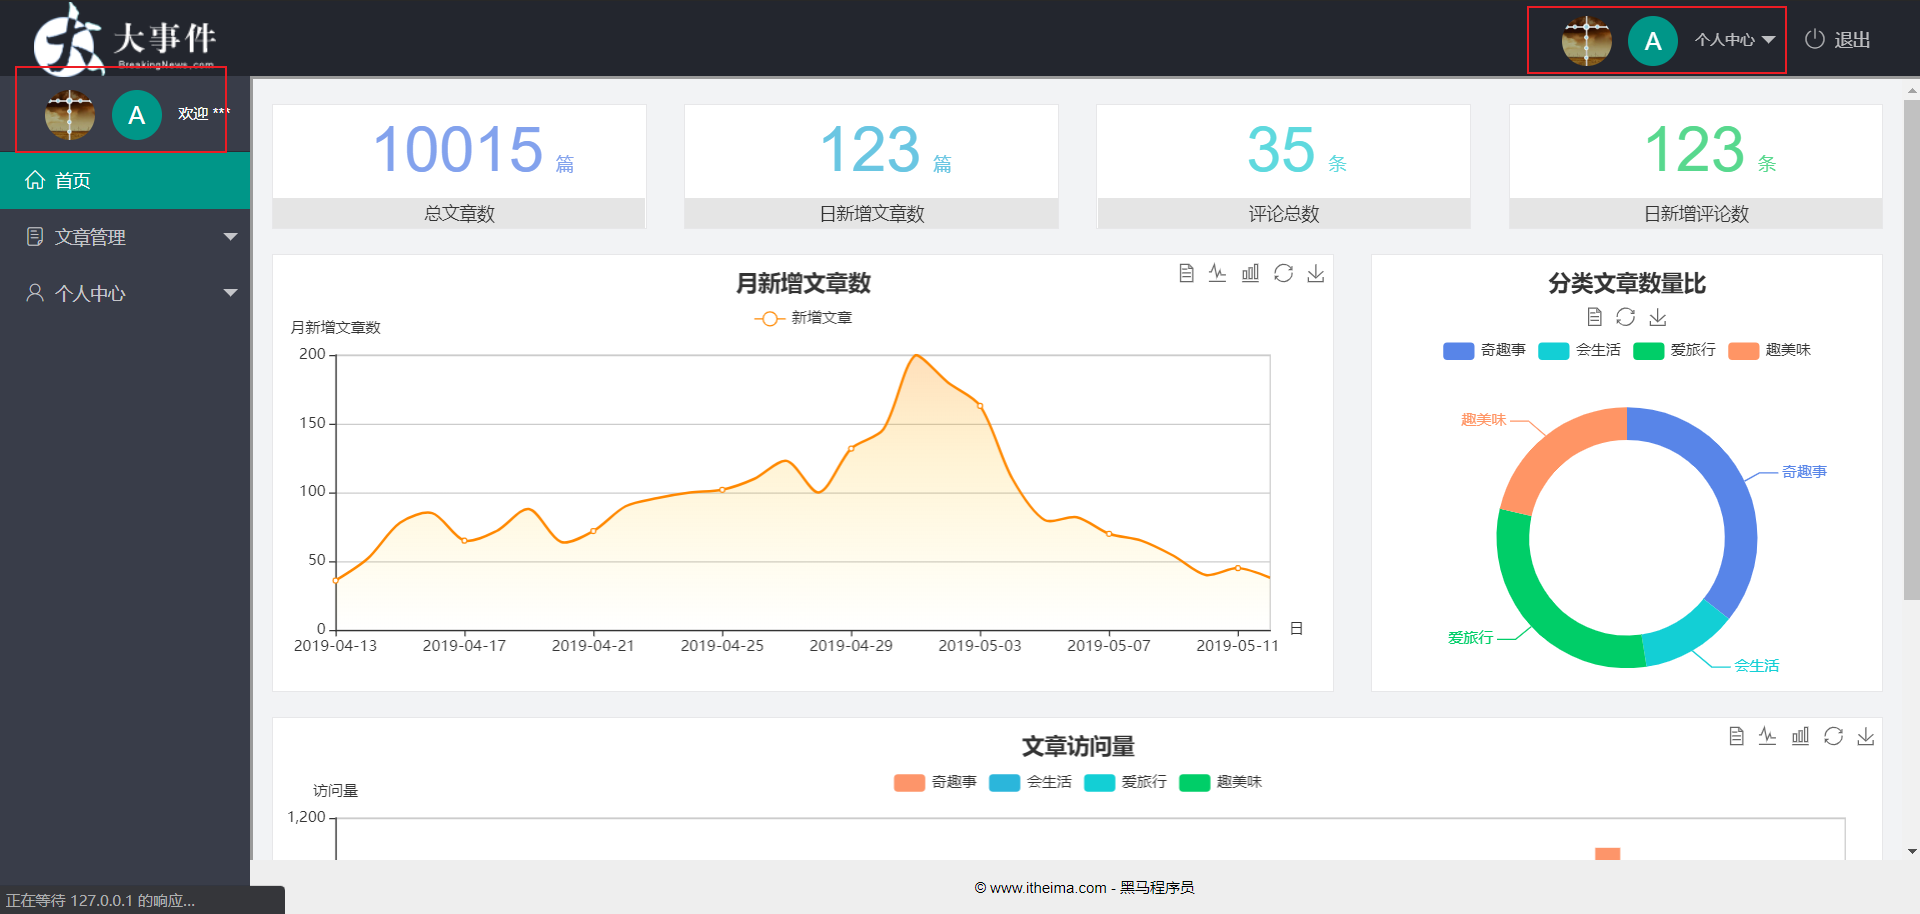 大事件
BreakingNews.com
A 个人中心 退出
A 欢迎 ***
首页
文章管理
个人中心
10015 篇
总文章数
123 篇
日新增文章数
35 条
评论总数
123 条
日新增评论数
月新增文章数
新增文章
月新增文章数
200
150
100
50
0
2019-04-13 2019-04-17 2019-04-21 2019-04-25 2019-04-29 2019-05-03 2019-05-07 2019-05-11
日
分类文章数量比
奇趣事 会生活 爱旅行 趣美味
趣美味
奇趣事
爱旅行
会生活
文章访问量
奇趣事 会生活 爱旅行 趣美味
访问量
1,200
© www.itheima.com - 黑马程序员
正在等待 127.0.0.1 的响应...